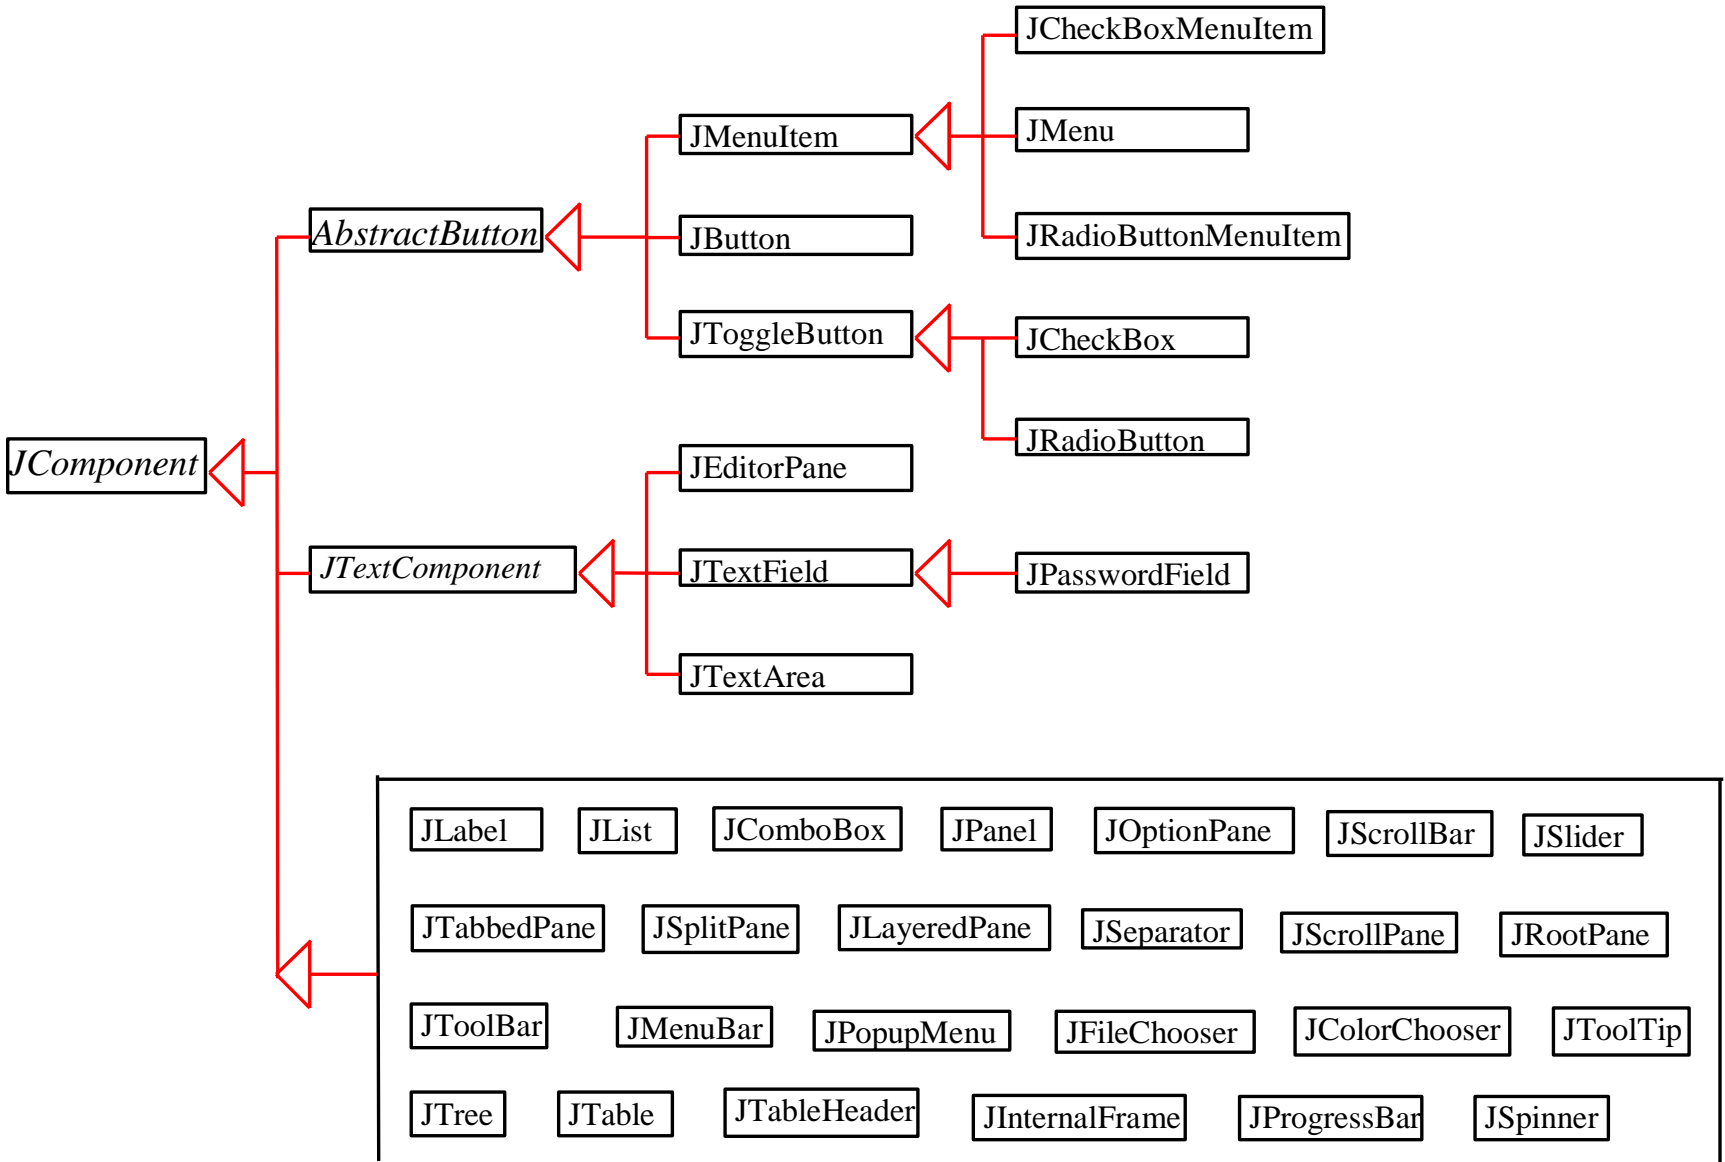 JCheckBoxMenuItem
JMenuItem
JMenu
AbstractButton
JButton
JRadioButtonMenuItem
JToggleButton
JCheckBox
JRadioButton
JComponent
JEditorPane
JTextComponent
JTextField
JPasswordField
JTextArea
JLabel JList JComboBox JPanel JOptionPane JScrollBar JSlider
JTabbedPane JSplitPane JLayeredPane JSeparator JScrollPane JRootPane
JToolBar JMenuBar JPopupMenu JFileChooser JColorChooser JToolTip
JTree JTable JTableHeader JInternalFrame JProgressBar JSpinner